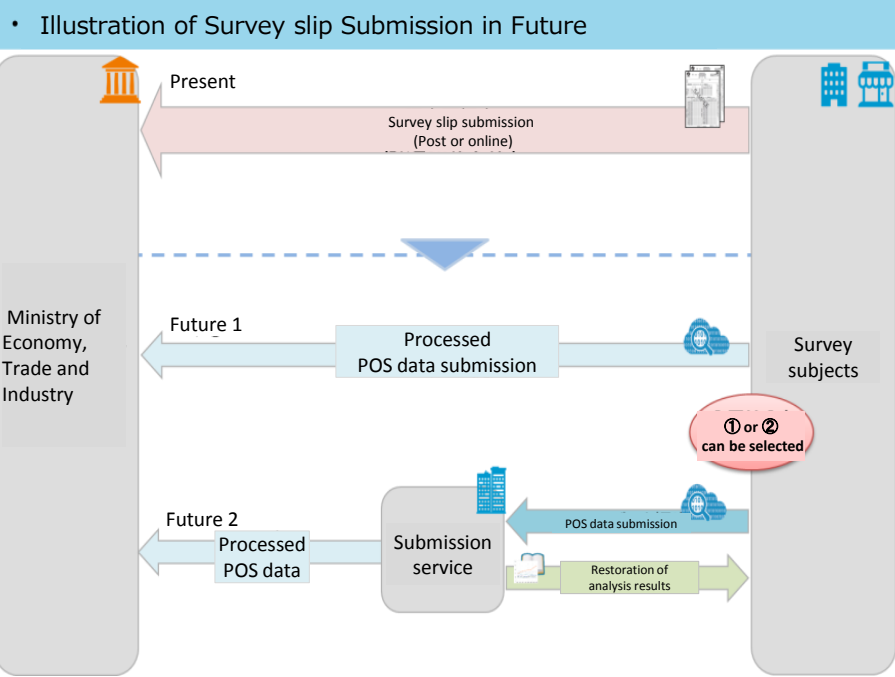 ・ Illustration of Survey slip Submission in Future
Present
Survey slip submission
(Post or online)
Ministry of
Economy,
Trade and
Industry
Future 1
Processed
POS data submission
Survey
subjects
① or ②
can be selected
Future 2
Processed
POS data
Submission
service
POS data submission
Restoration of
analysis results